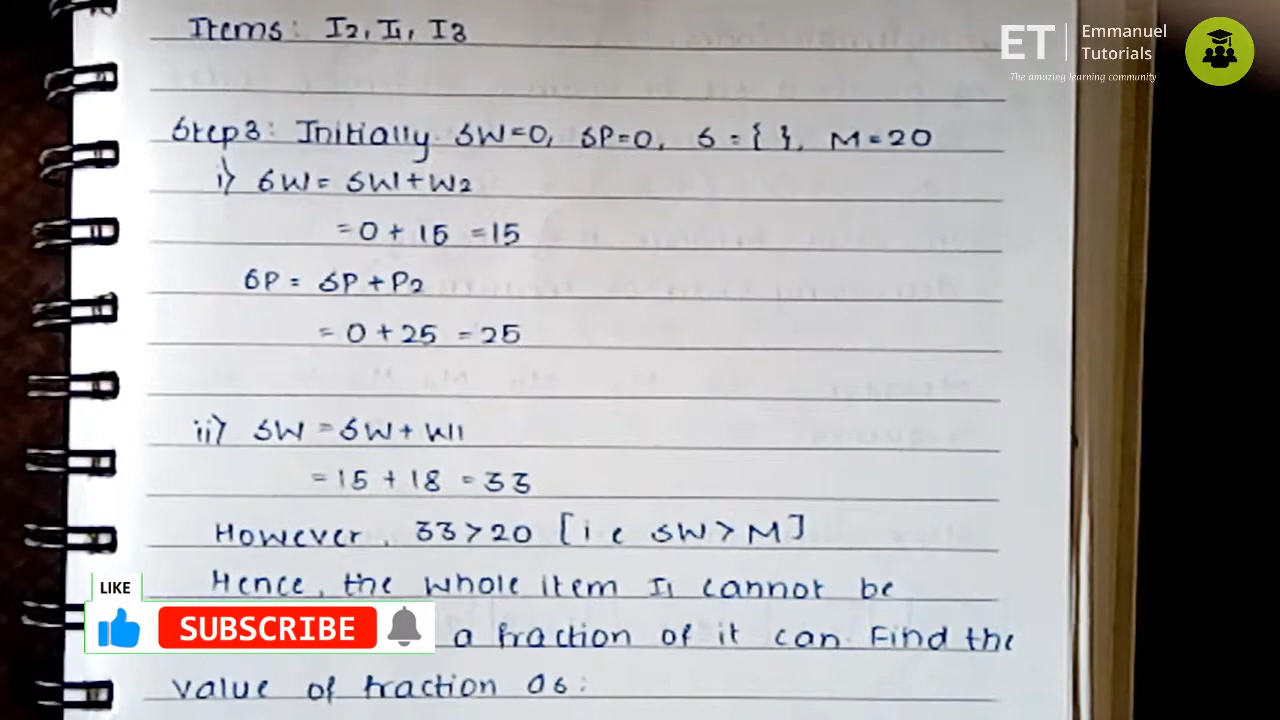 Items: I2, I1, I3
ET
Emmanuel
Tutorials
The amazing learning community
Step3: Initially SW=0, SP=0, S={ }, M=20
i) SW= SW1+W2
=0+15 =15
SP= SP+P2
= 0+25 =25
ii) SW =SW+W1
=15+18 =33
However, 33>20 [i.e SW>M]
Hence, the whole item I1 cannot be
LIKE
SUBSCRIBE
a fraction of it can. Find the
value of fraction as: